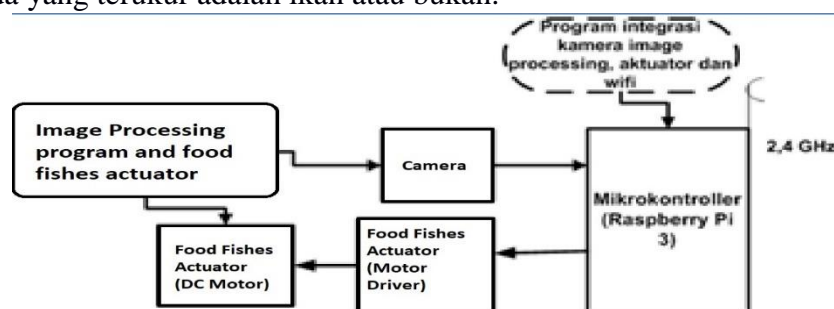 yang terukur adalah ikan atau bukan.
Program integrasi
kamera image
processing, aktuator dan
wifi
Image Processing
program and food
fishes actuator
Camera
2,4 GHz
Mikrokontroller
(Raspberry Pi
3)
Food Fishes
Actuator
(DC Motor)
Food Fishes
Actuator
(Motor
Driver)